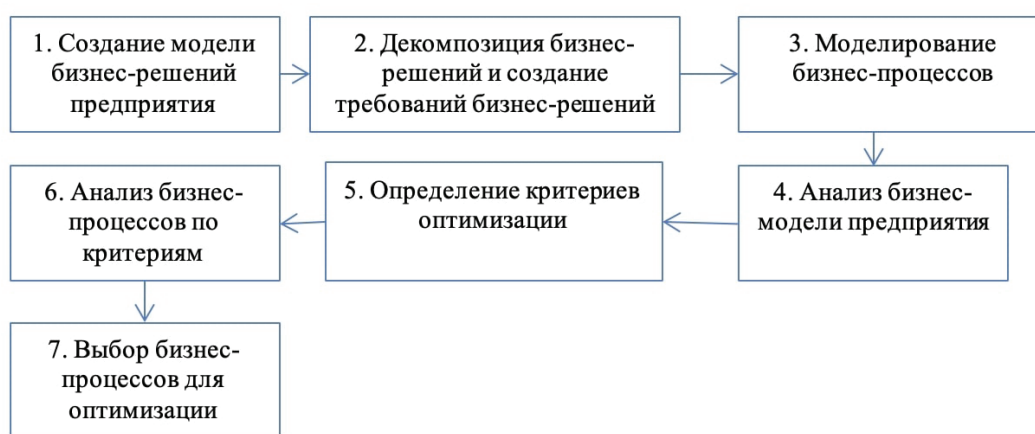 1. Создание модели
бизнес-решений
предприятия
2. Декомпозиция бизнес-
решений и создание
требований бизнес-решений
3. Моделирование
бизнес-процессов
4. Анализ бизнес-
модели предприятия
5. Определение критериев
оптимизации
6. Анализ бизнес-
процессов по
критериям
7. Выбор бизнес-
процессов для
оптимизации